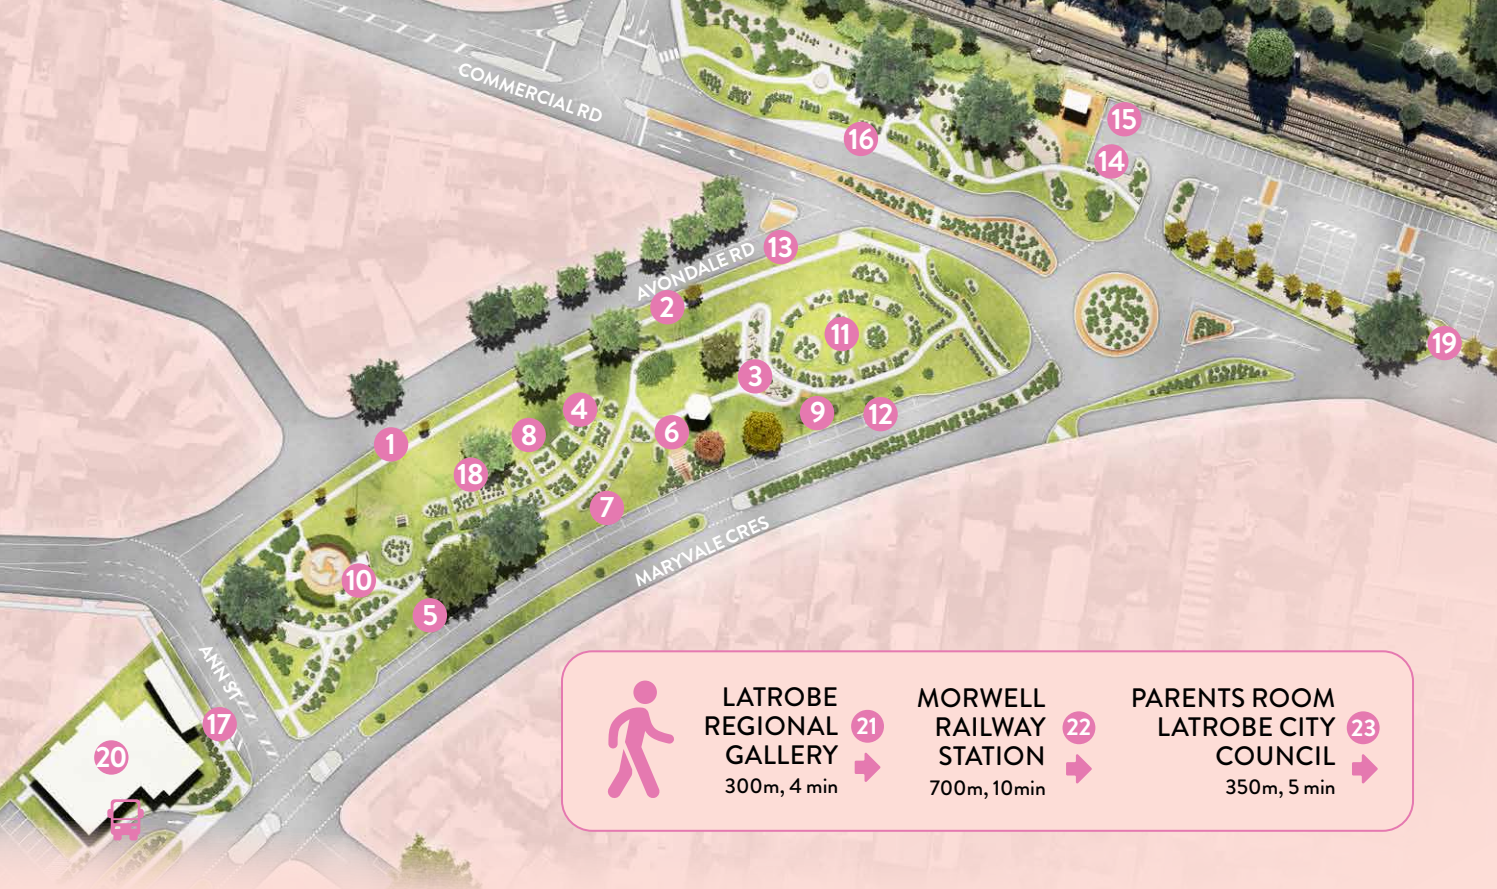 COMMERCIAL RD
15
16
14
AVONDALE RD
13
2
11
19
3
4
9
12
1
8
6
18
7
MARYVALE CRES
10
5
ANN ST
17
20
LATROBE
REGIONAL
GALLERY
300m, 4 min
21
MORWELL
RAILWAY
STATION
700m, 10min
22
PARENTS ROOM
LATROBE CITY
COUNCIL
350m, 5 min
23